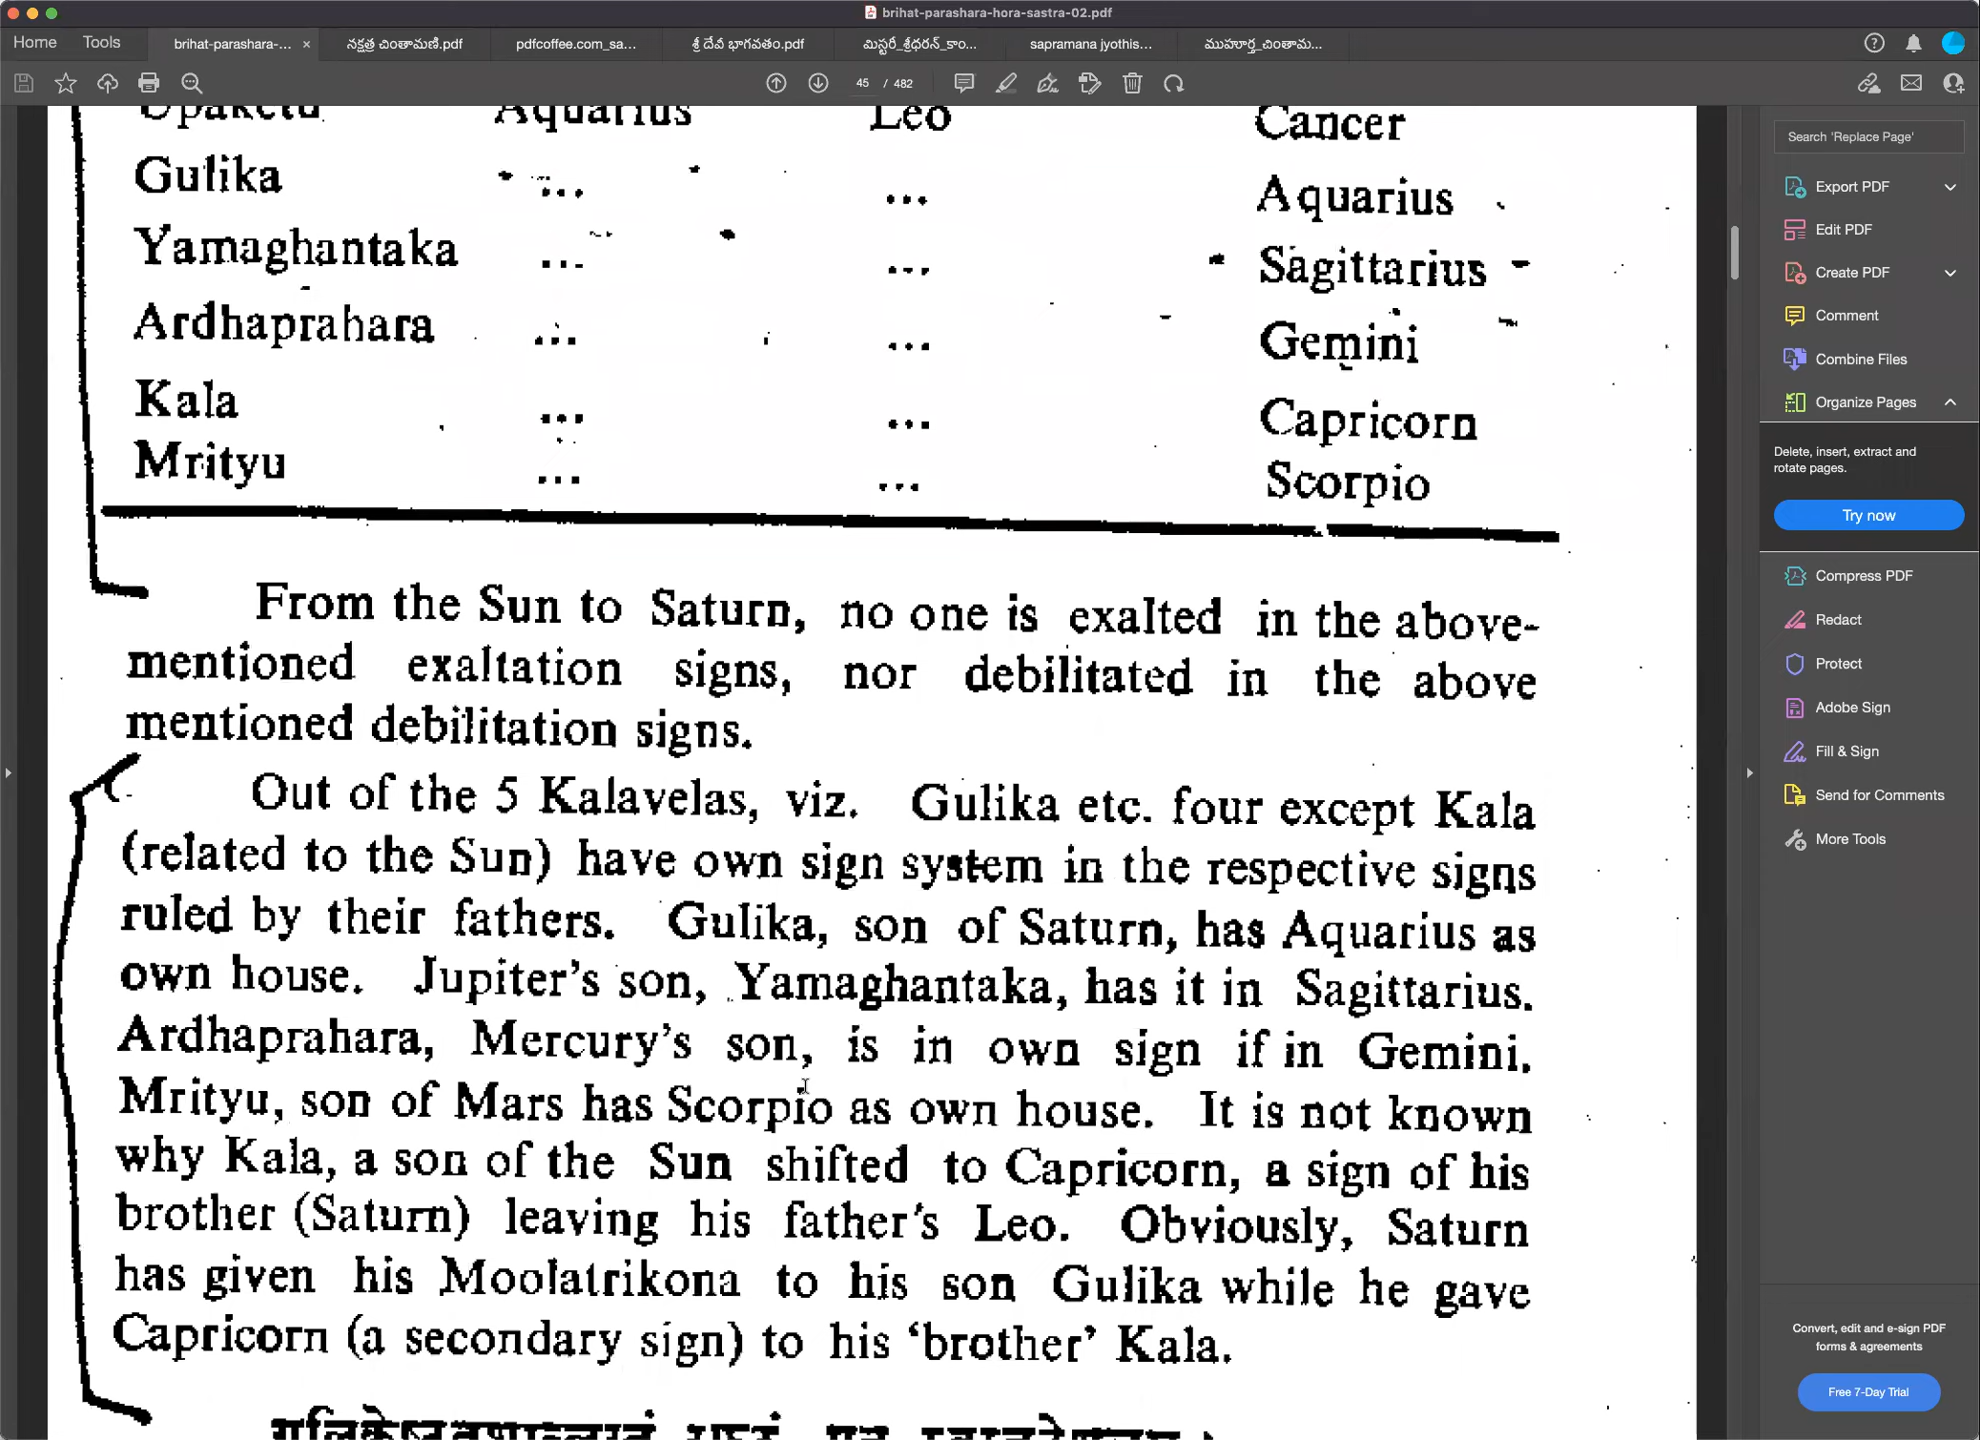 brihat-parashara-hora-sastra-02.pdf
Home Tools brihat-parashara-... × నక్షత్ర చింతామణి.pdf pdfcoffee.com_sa... శ్రీ దేవీ భాగవతం.pdf మిస్టరీ_శ్రీధరన్_కాం... sapramana jyothis... ముహూర్త_చింతామ...
45 / 482
Upaketu Aquarius Leo Cancer
Gulika ... ... Aquarius
Yamaghantaka ... ... Sagittarius
Ardhaprahara ... ... Gemini
Kala ... ... Capricorn
Mrityu ... ... Scorpio
From the Sun to Saturn, no one is exalted in the above-
mentioned exaltation signs, nor debilitated in the above
mentioned debilitation signs.
Out of the 5 Kalavelas, viz. Gulika etc. four except Kala
(related to the Sun) have own sign system in the respective signs
ruled by their fathers. Gulika, son of Saturn, has Aquarius as
own house. Jupiter's son, Yamaghantaka, has it in Sagittarius.
Ardhaprahara, Mercury's son, is in own sign if in Gemini.
Mrityu, son of Mars has Scorpio as own house. It is not known
why Kala, a son of the Sun shifted to Capricorn, a sign of his
brother (Saturn) leaving his father's Leo. Obviously, Saturn
has given his Moolatrikona to his son Gulika while he gave
Capricorn (a secondary sign) to his 'brother' Kala.
Search 'Replace Page'
Export PDF
Edit PDF
Create PDF
Comment
Combine Files
Organize Pages
Delete, insert, extract and
rotate pages.
Try now
Compress PDF
Redact
Protect
Adobe Sign
Fill & Sign
Send for Comments
More Tools
Convert, edit and e-sign PDF
forms & agreements
Free 7-Day Trial